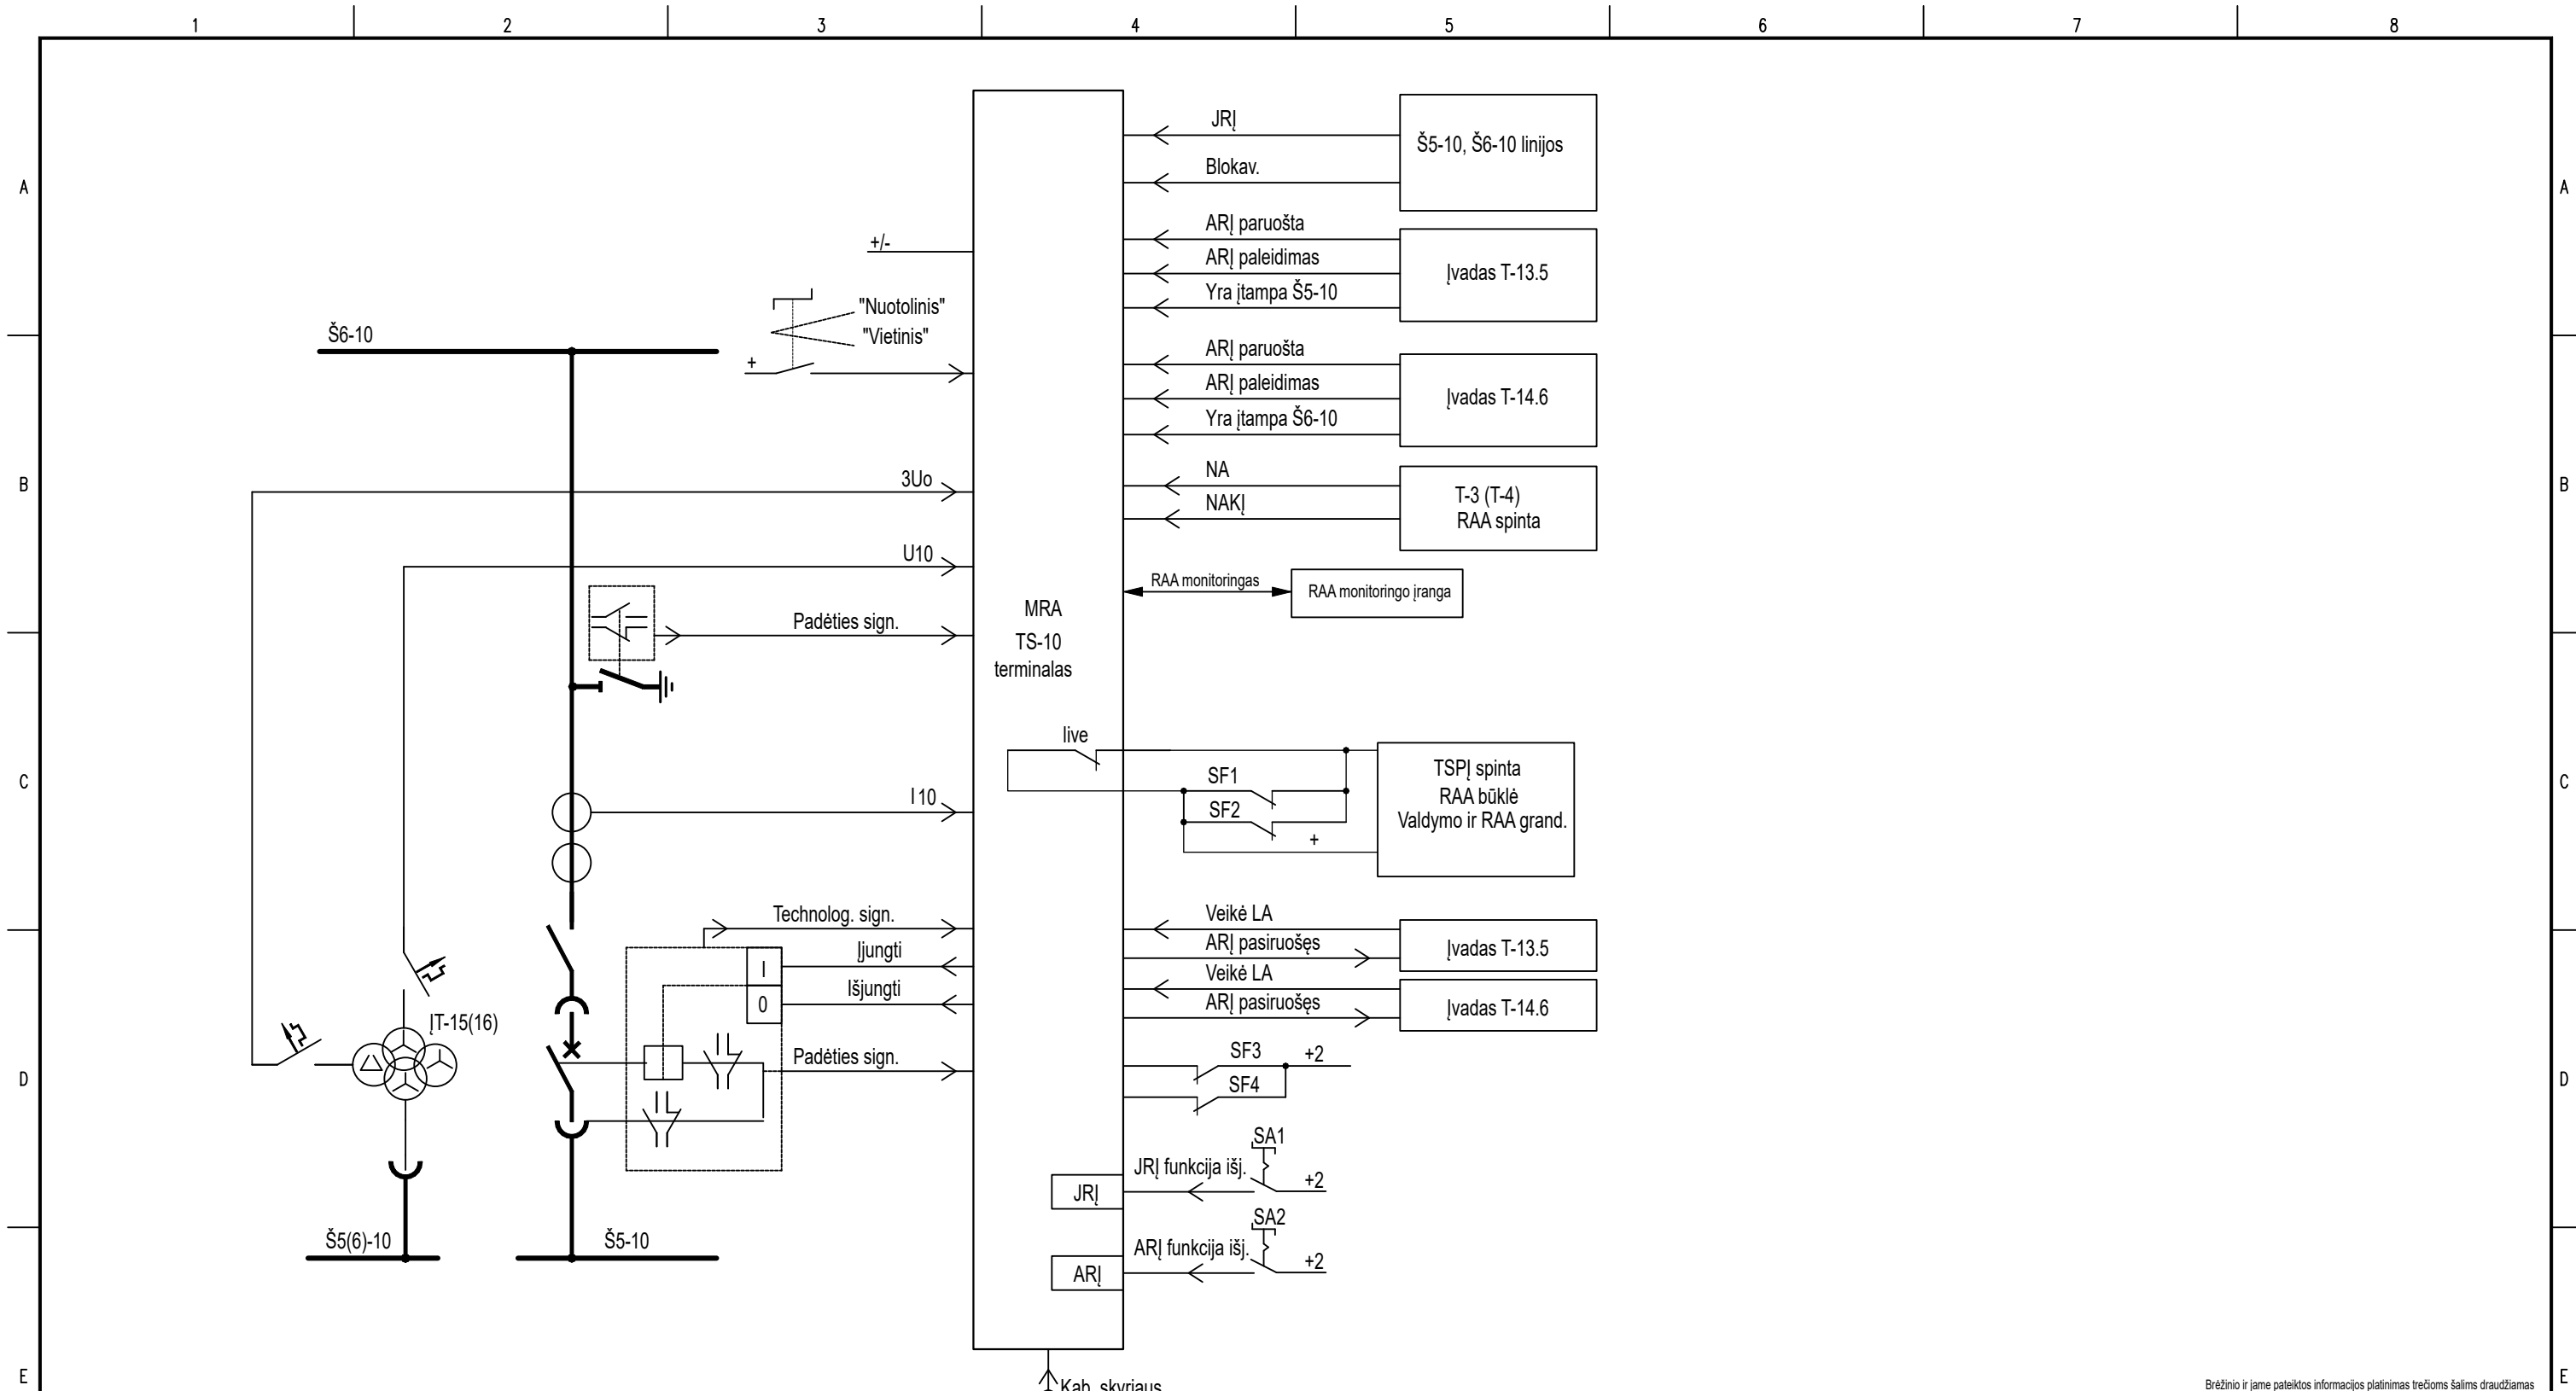 1 2 3 4 5 6 7 8
JRĮ
Š5-10, Š6-10 linijos
Blokav.
A
A
ARĮ paruošta
+/-
ARĮ paleidimas
Įvadas T-13.5
Yra įtampa Š5-10
"Nuotolinis"
"Vietinis"
Š6-10
+
ARĮ paruošta
ARĮ paleidimas
Įvadas T-14.6
Yra įtampa Š6-10
NA
3Uo
B
B
T-3 (T-4)
RAA spinta
NAKĮ
U10
RAA monitoringas
RAA monitoringo įranga
MRA
TS-10
terminalas
Padėties sign.
live
TSPĮ spinta
RAA būklė
Valdymo ir RAA grand.
SF1
SF2
+
C
C
I 10
Technolog. sign.
Veikė LA
Įjungti
ARĮ pasiruošęs
Įvadas T-13.5
I
Išjungti
Veikė LA
0
ARĮ pasiruošęs
Įvadas T-14.6
ĮT-15(16)
Padėties sign.
SF3
+2
SF4
D
D
SA1
JRĮ funkcija išj.
+2
JRĮ
SA2
Š5(6)-10
Š5-10
ARĮ funkcija išj.
+2
ARĮ
E
E
Kab. skyriaus
Brėžinio ir jame pateiktos informacijos platinimas trečioms šalims draudžiamas